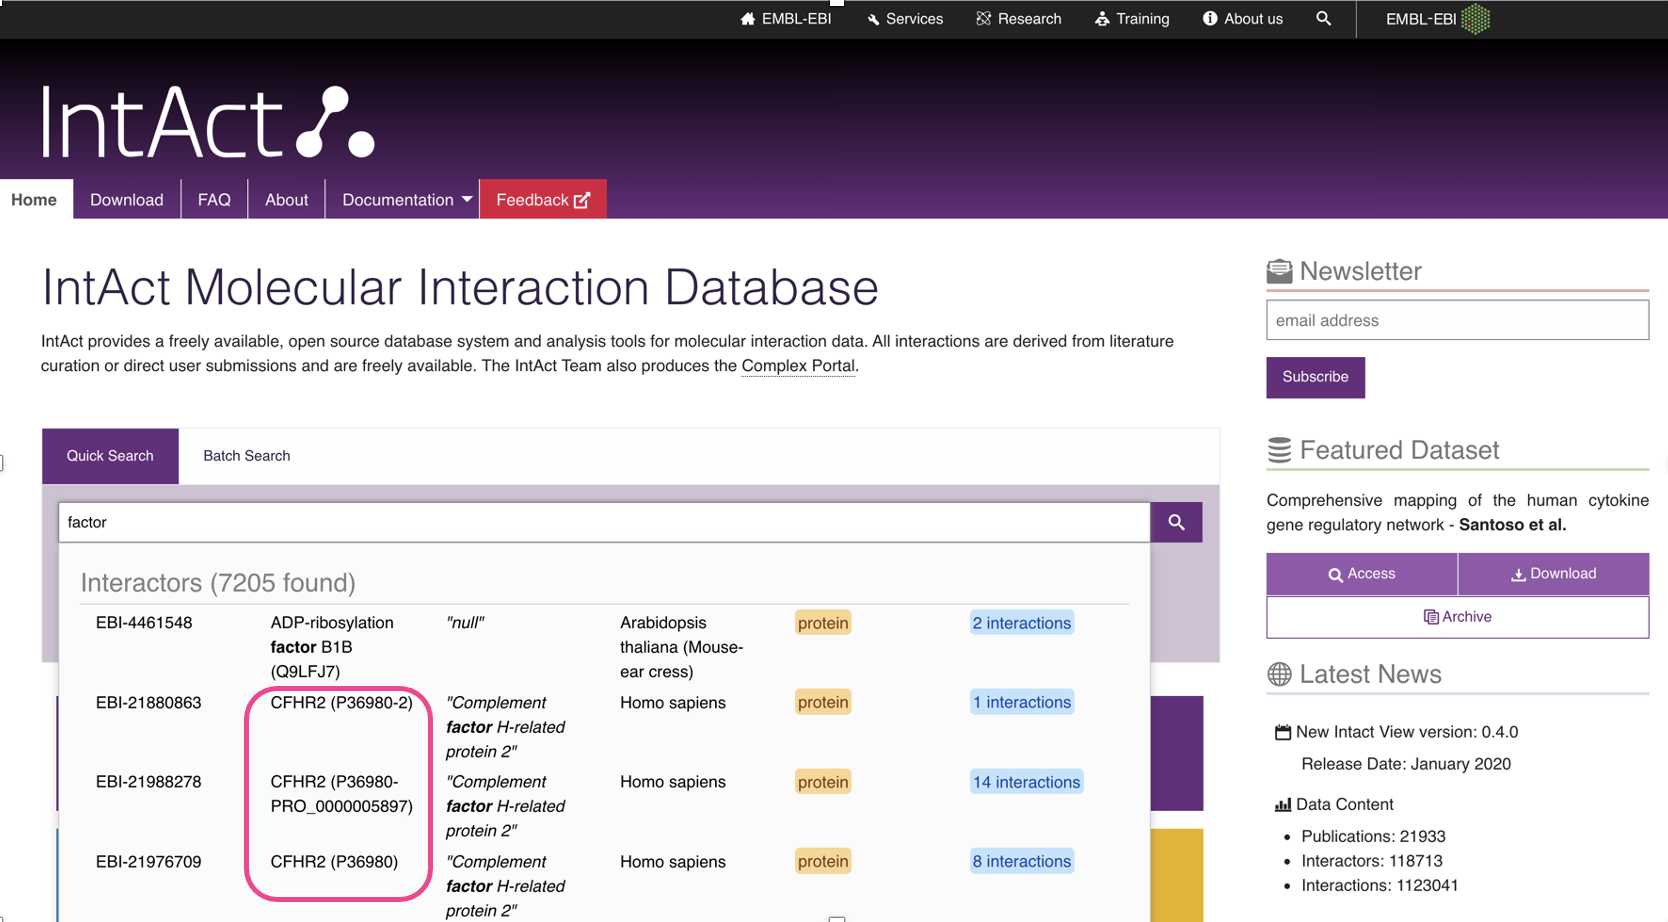 EMBL-EBI Services Research Training About us EMBL-EBI
IntAct
Home Download FAQ About Documentation Feedback
IntAct Molecular Interaction Database
IntAct provides a freely available, open source database system and analysis tools for molecular interaction data. All interactions are derived from literature
curation or direct user submissions and are freely available. The IntAct Team also produces the Complex Portal.
Quick Search Batch Search
factor
Interactors (7205 found)
EBI-4461548 ADP-ribosylation "null" Arabidopsis protein 2 interactions
factor B1B thaliana (Mouse-
(Q9LFJ7) ear cress)
EBI-21880863 CFHR2 (P36980-2) "Complement Homo sapiens protein 1 interactions
factor H-related
protein 2"
EBI-21988278 CFHR2 (P36980- "Complement Homo sapiens protein 14 interactions
PRO_0000005897) factor H-related
protein 2"
EBI-21976709 CFHR2 (P36980) "Complement Homo sapiens protein 8 interactions
factor H-related
protein 2"
Newsletter
email address
Subscribe
Featured Dataset
Comprehensive mapping of the human cytokine
gene regulatory network - Santoso et al.
Access Download
Archive
Latest News
New Intact View version: 0.4.0
Release Date: January 2020
Data Content
• Publications: 21933
• Interactors: 118713
• Interactions: 1123041